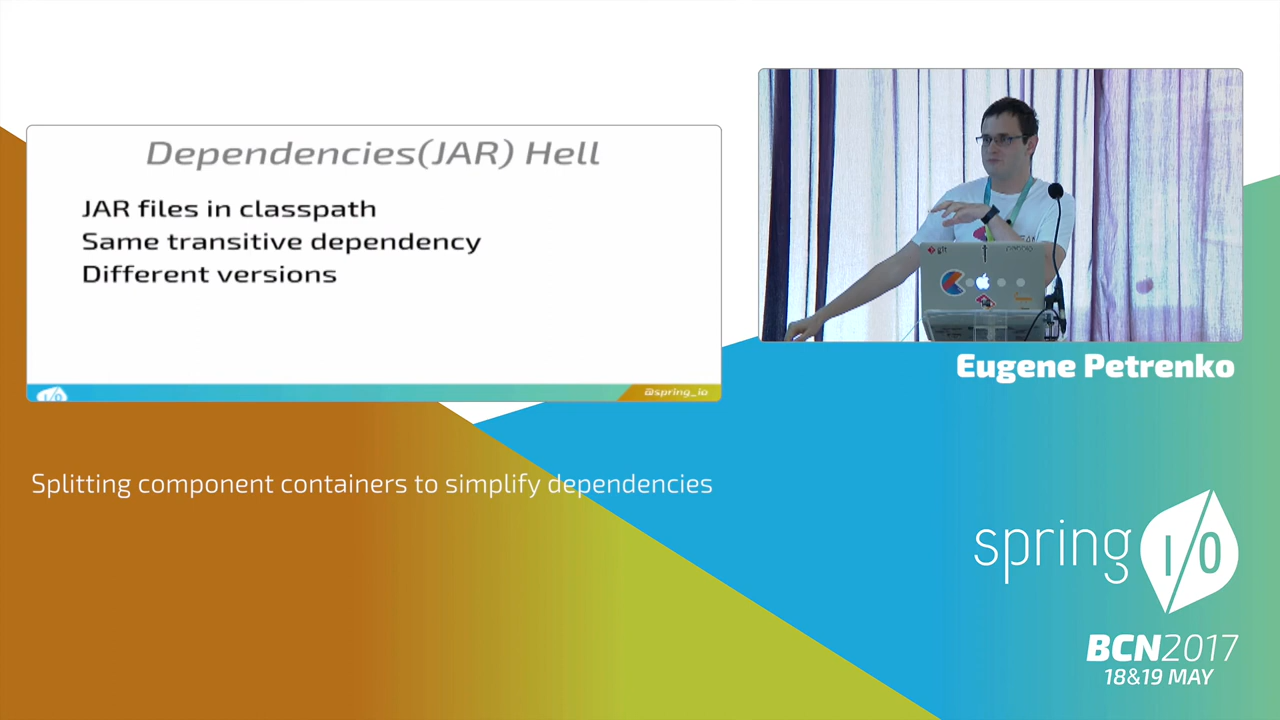 Dependencies(JAR) Hell
JAR files in classpath
Same transitive dependency
Different versions
I/O
@spring_io
Eugene Petrenko
Splitting component containers to simplify dependencies
spring I/O
BCN2017
18&19 MAY
git